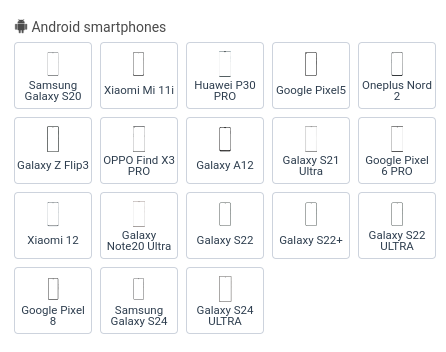 Android smartphones
Samsung
Galaxy S20
Xiaomi Mi 11i
Huawei P30
PRO
Google Pixel5
Oneplus Nord
2
Galaxy Z Flip3
OPPO Find X3
PRO
Galaxy A12
Galaxy S21
Ultra
Google Pixel
6 PRO
Xiaomi 12
Galaxy
Note20 Ultra
Galaxy S22
Galaxy S22+
Galaxy S22
ULTRA
Google Pixel
8
Samsung
Galaxy S24
Galaxy S24
ULTRA